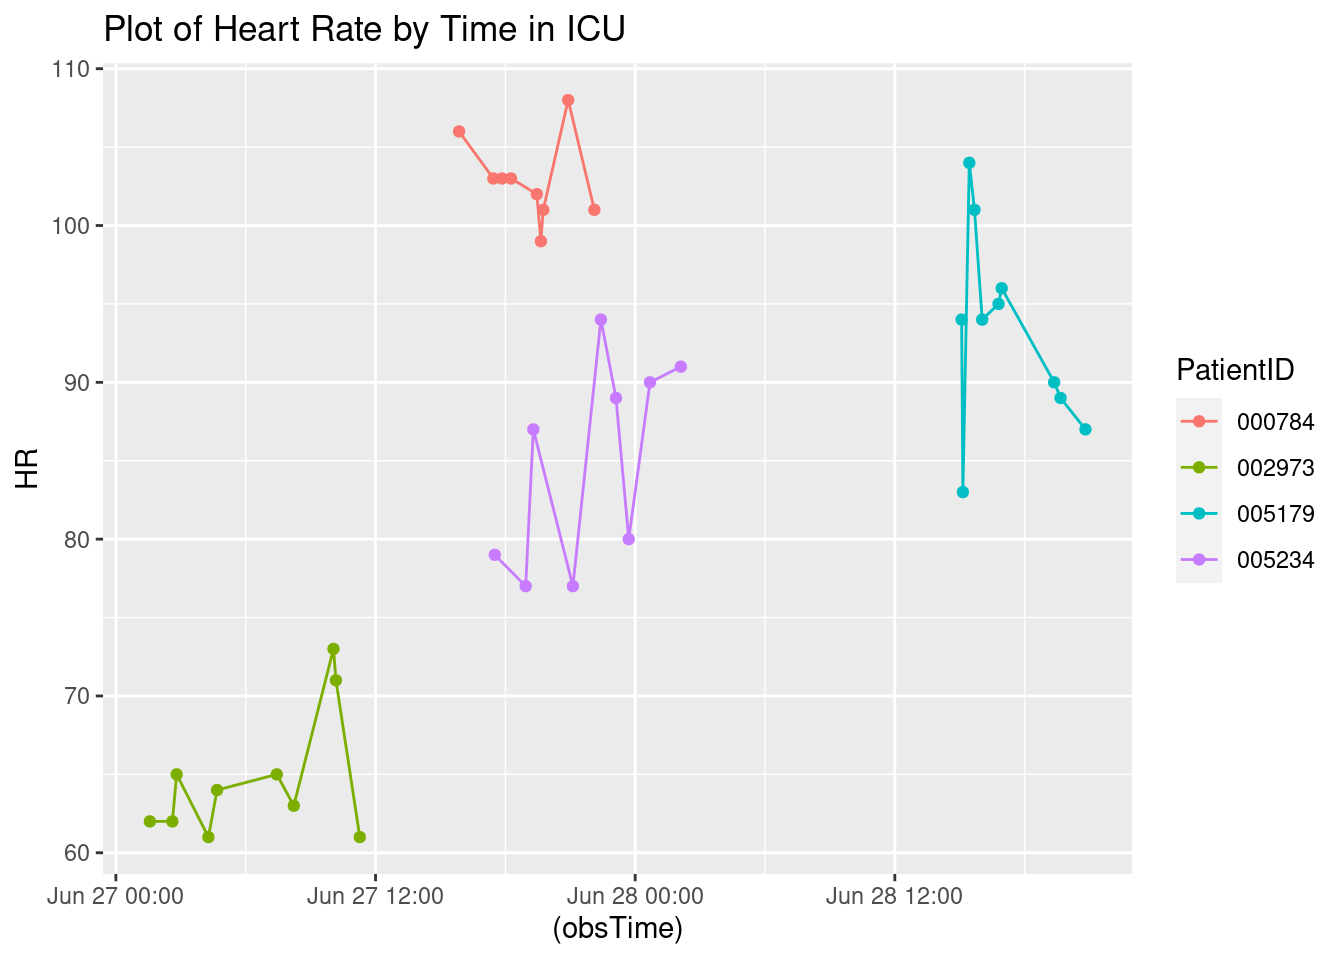 Plot of Heart Rate by Time in ICU
110
100
90
80
70
60
HR
Jun 27 00:00
Jun 27 12:00
Jun 28 00:00
Jun 28 12:00
(obsTime)
PatientID
000784
002973
005179
005234